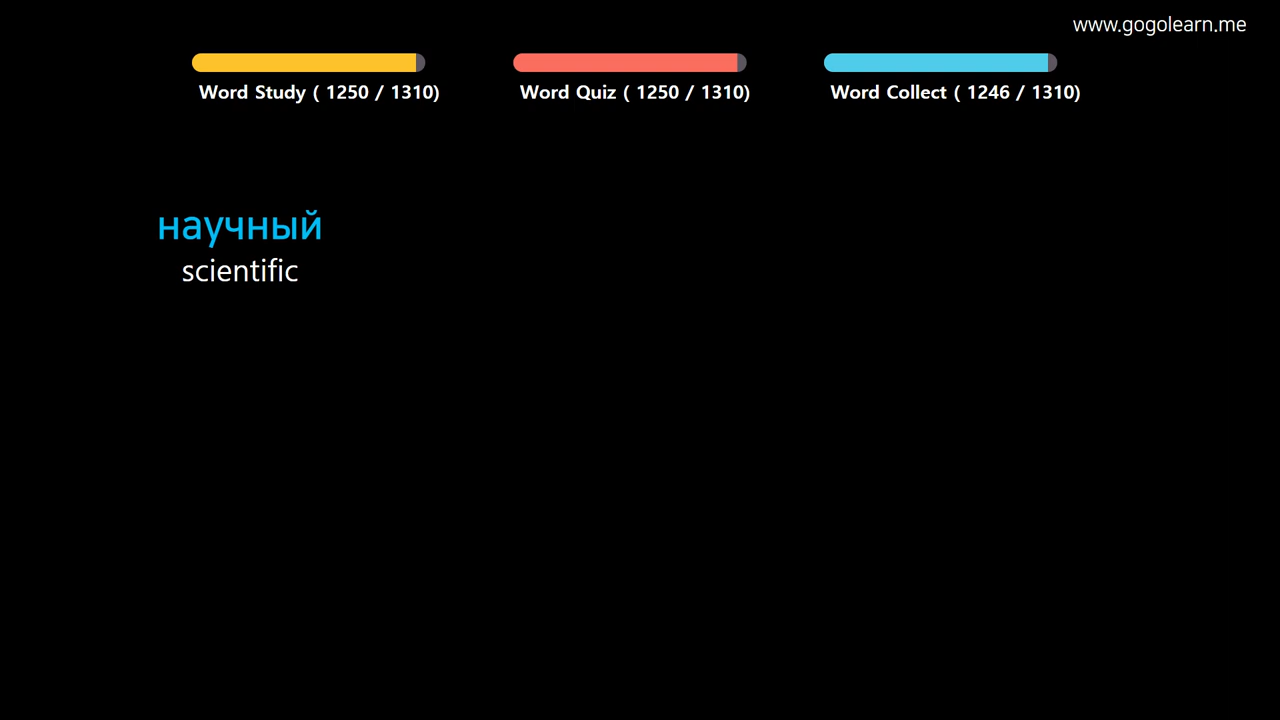 www.gogolearn.me
Word Study ( 1250 / 1310)
Word Quiz ( 1250 / 1310)
Word Collect ( 1246 / 1310)
научный
scientific